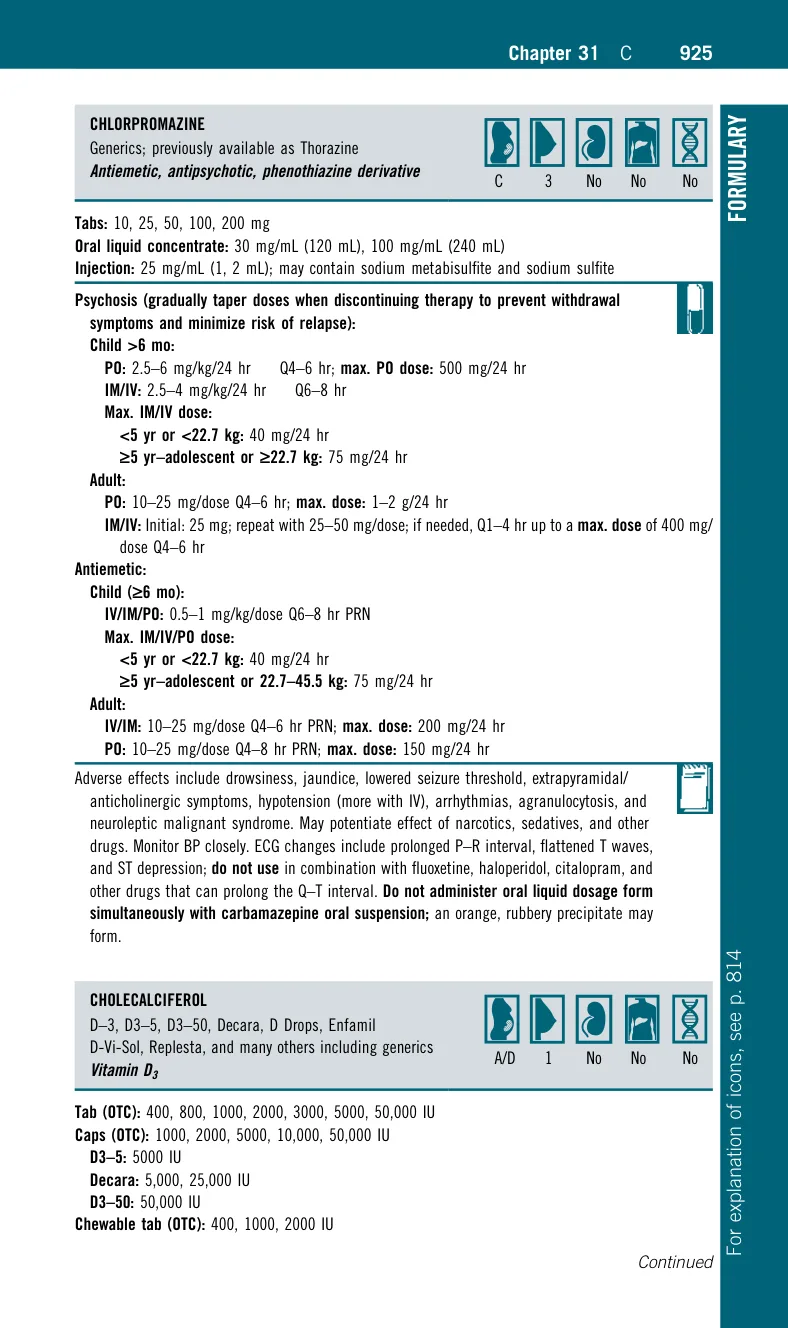 Chapter 31 C 925
CHLORPROMAZINE
Generics; previously available as Thorazine
Antiemetic, antipsychotic, phenothiazine derivative
C 3 No No No
Tabs: 10, 25, 50, 100, 200 mg
Oral liquid concentrate: 30 mg/mL (120 mL), 100 mg/mL (240 mL)
Injection: 25 mg/mL (1, 2 mL); may contain sodium metabisulfite and sodium sulfite
Psychosis (gradually taper doses when discontinuing therapy to prevent withdrawal
symptoms and minimize risk of relapse):
Child >6 mo:
PO: 2.5–6 mg/kg/24 hr Q4–6 hr; max. PO dose: 500 mg/24 hr
IM/IV: 2.5–4 mg/kg/24 hr Q6–8 hr
Max. IM/IV dose:
<5 yr or <22.7 kg: 40 mg/24 hr
≥5 yr–adolescent or ≥22.7 kg: 75 mg/24 hr
Adult:
PO: 10–25 mg/dose Q4–6 hr; max. dose: 1–2 g/24 hr
IM/IV: Initial: 25 mg; repeat with 25–50 mg/dose; if needed, Q1–4 hr up to a max. dose of 400 mg/
dose Q4–6 hr
Antiemetic:
Child (≥6 mo):
IV/IM/PO: 0.5–1 mg/kg/dose Q6–8 hr PRN
Max. IM/IV/PO dose:
<5 yr or <22.7 kg: 40 mg/24 hr
≥5 yr–adolescent or 22.7–45.5 kg: 75 mg/24 hr
Adult:
IV/IM: 10–25 mg/dose Q4–6 hr PRN; max. dose: 200 mg/24 hr
PO: 10–25 mg/dose Q4–8 hr PRN; max. dose: 150 mg/24 hr
Adverse effects include drowsiness, jaundice, lowered seizure threshold, extrapyramidal/
anticholinergic symptoms, hypotension (more with IV), arrhythmias, agranulocytosis, and
neuroleptic malignant syndrome. May potentiate effect of narcotics, sedatives, and other
drugs. Monitor BP closely. ECG changes include prolonged P–R interval, flattened T waves,
and ST depression; do not use in combination with fluoxetine, haloperidol, citalopram, and
other drugs that can prolong the Q–T interval. Do not administer oral liquid dosage form
simultaneously with carbamazepine oral suspension; an orange, rubbery precipitate may
form.
CHOLECALCIFEROL
D–3, D3–5, D3–50, Decara, D Drops, Enfamil
D-Vi-Sol, Replesta, and many others including generics
Vitamin D3
A/D 1 No No No
Tab (OTC): 400, 800, 1000, 2000, 3000, 5000, 50,000 IU
Caps (OTC): 1000, 2000, 5000, 10,000, 50,000 IU
D3–5: 5000 IU
Decara: 5,000, 25,000 IU
D3–50: 50,000 IU
Chewable tab (OTC): 400, 1000, 2000 IU
Continued
FORMULARY
For explanation of icons, see p. 814